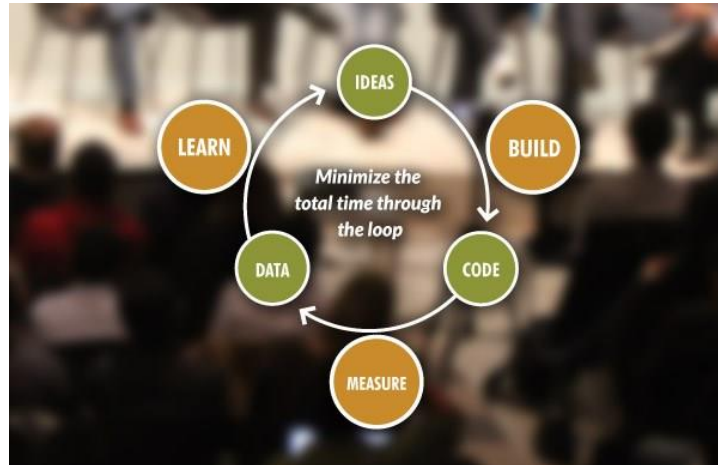 IDEAS
LEARN
BUILD
Minimize the
total time through
the loop
DATA
CODE
MEASURE